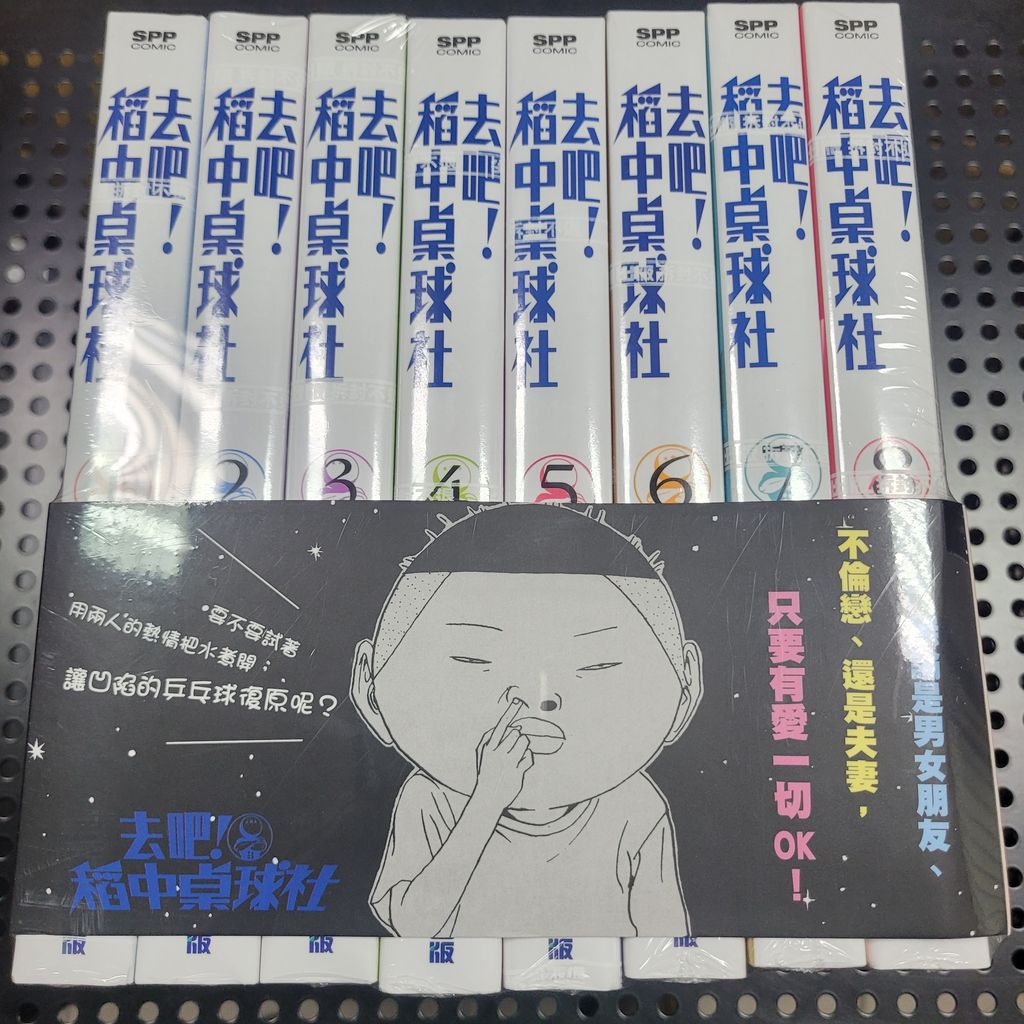 SPP
COMIC
去吧!
稻中桌球社
SPP
COMIC
去吧!
稻中桌球社
2
SPP
COMIC
去吧!
稻中桌球社
3
SPP
COMIC
去吧!
稻中桌球社
4
SPP
COMIC
去吧!
稻中桌球社
5
SPP
COMIC
去吧!
稻中桌球社
6
SPP
COMIC
去吧!
稻中桌球社
7
SPP
COMIC
去吧!
稻中桌球社
8
是男女朋友、
不倫戀、還是夫妻，
只要有愛一切OK!
要不要試著
用兩人的熱情把水煮開;
讓凹陷的乒乓球復原呢?
去吧!
稻中桌球社
版
版
版
版
版
版